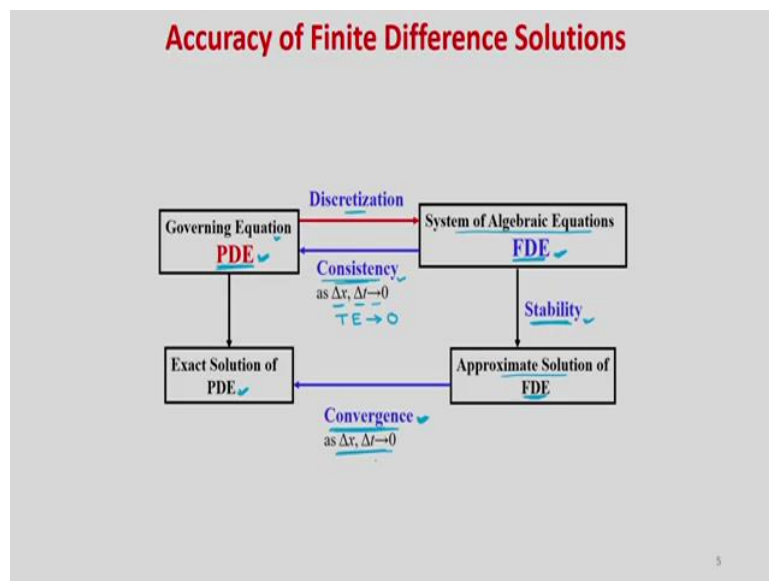 Accuracy of Finite Difference Solutions
Discretization
Governing Equation
PDE
System of Algebraic Equations
FDE
Consistency
as Δx, Δt→0
TE → 0
Stability
Exact Solution of
PDE
Approximate Solution of
FDE
Convergence
as Δx, Δt→0
5